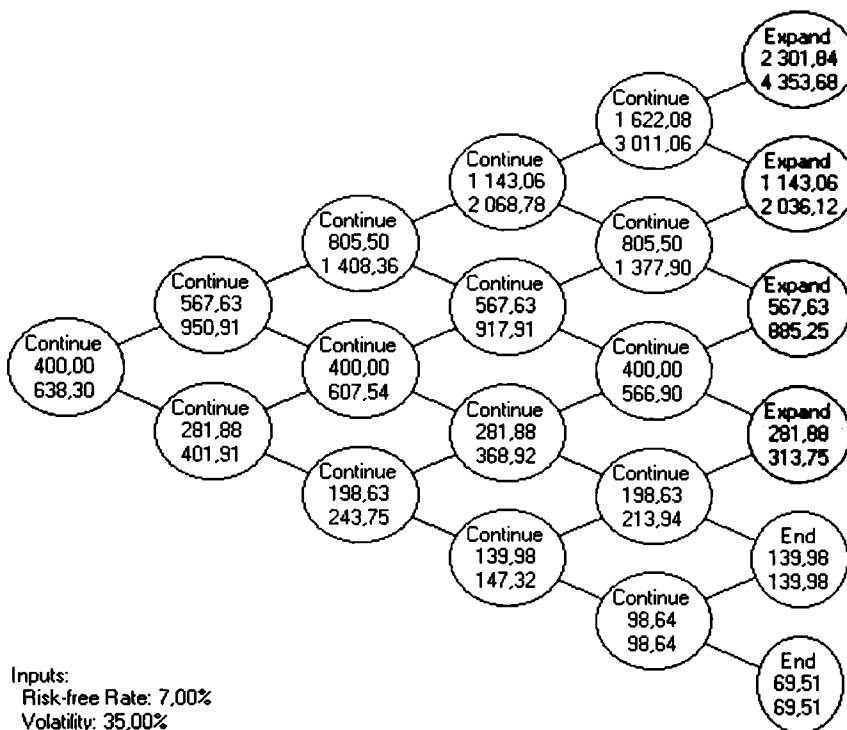 Continue
400,00
638,30
Continue
567,63
950,91
Continue
281,88
401,91
Continue
805,50
1 408,36
Continue
400,00
607,54
Continue
198,63
243,75
Continue
1 143,06
2 068,78
Continue
567,63
917,91
Continue
281,88
368,92
Continue
139,98
147,32
Continue
1 622,08
3 011,06
Continue
805,50
1 377,90
Continue
400,00
566,90
Continue
198,63
213,94
Continue
98,64
98,64
Expand
2 301,84
4 353,68
Expand
1 143,06
2 036,12
Expand
567,63
885,25
Expand
281,88
313,75
End
139,98
139,98
End
69,51
69,51
Inputs:
Risk-free Rate: 7,00%
Volatility: 35,00%